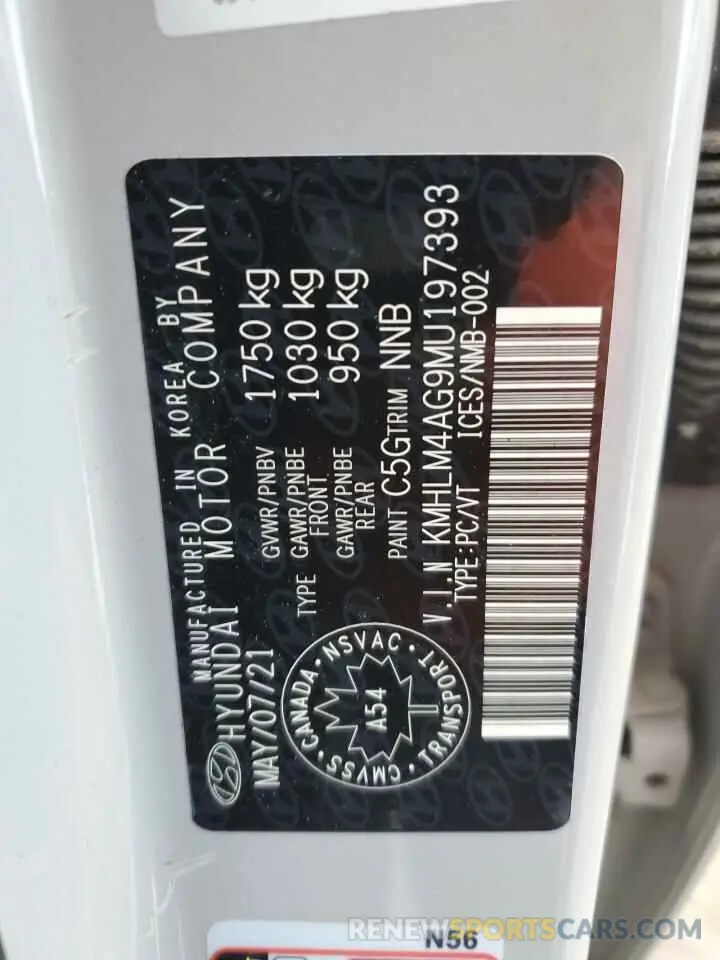 MANUFACTURED IN KOREA BY
HYUNDAI MOTOR COMPANY
MAY/07/21 GVWR/PNBV 1750 kg
TYPE GAWR/PNBE FRONT 1030 kg
GAWR/PNBE REAR 950 kg
PAINT C5G TRIM NNB
V.I.N KMHLM4AG9MU197393
TYPE:PC/VT ICES/NMB-002
CANADA · NSVAC · TRANSPORT · CMVSS ·
A54
N56
RENEWSPORTSCARS.COM